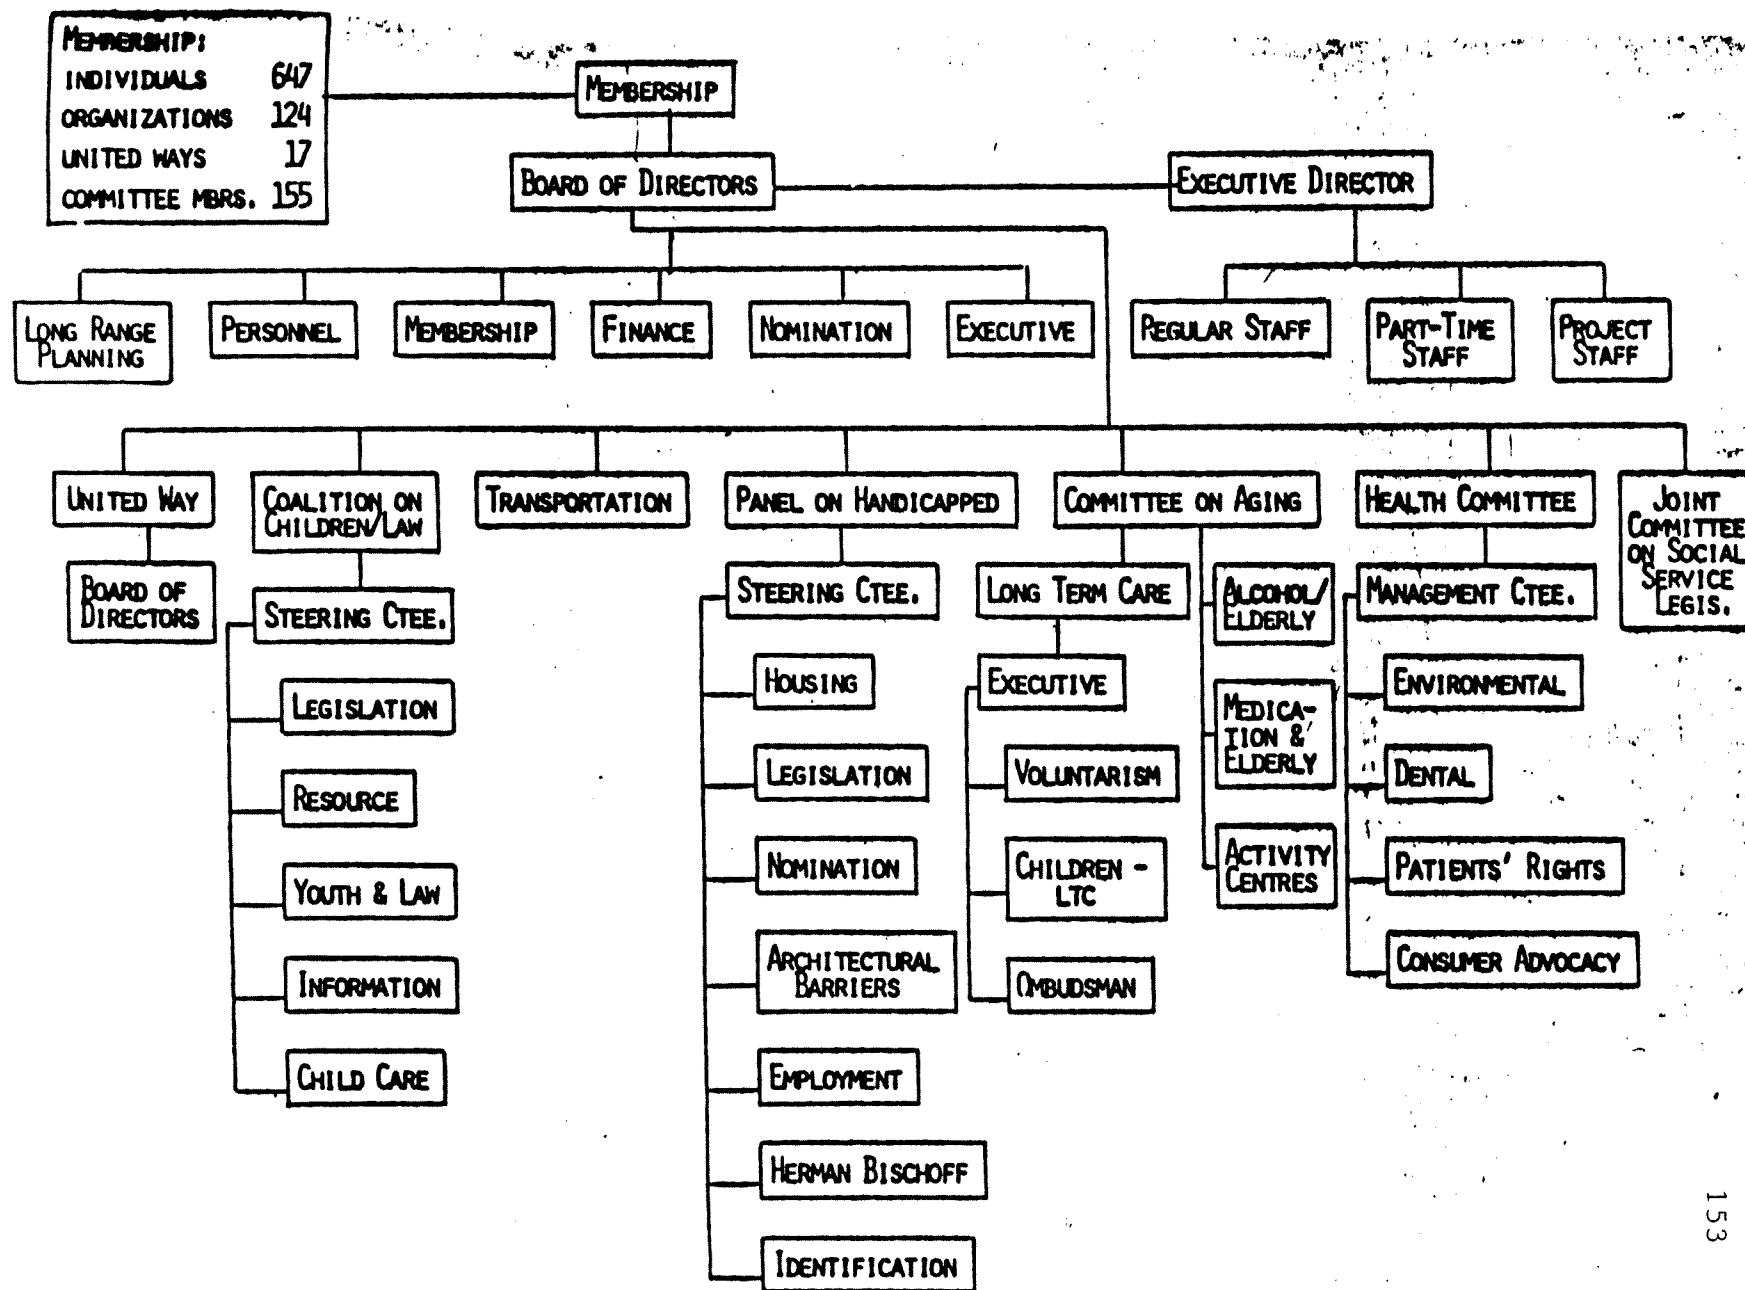 MEMBERSHIP:
INDIVIDUALS 647
ORGANIZATIONS 124
UNITED WAYS 17
COMMITTEE MBRS. 155
MEMBERSHIP
BOARD OF DIRECTORS
EXECUTIVE DIRECTOR
LONG RANGE
PLANNING
PERSONNEL
MEMBERSHIP
FINANCE
NOMINATION
EXECUTIVE
REGULAR STAFF
PART-TIME
STAFF
PROJECT
STAFF
UNITED WAY
COALITION ON
CHILDREN/LAW
TRANSPORTATION
PANEL ON HANDICAPPED
COMMITTEE ON AGING
HEALTH COMMITTEE
JOINT
COMMITTEE
ON SOCIAL
SERVICE
LEGIS.
BOARD OF
DIRECTORS
STEERING CTEE.
LEGISLATION
RESOURCE
YOUTH & LAW
INFORMATION
CHILD CARE
STEERING CTEE.
HOUSING
LEGISLATION
NOMINATION
ARCHITECTURAL
BARRIERS
EMPLOYMENT
HERMAN BISCHOFF
IDENTIFICATION
LONG TERM CARE
EXECUTIVE
VOLUNTARISM
CHILDREN -
LTC
OMBUDSMAN
ALCOHOL/
ELDERLY
MEDICA-
TION &
ELDERLY
ACTIVITY
CENTRES
MANAGEMENT CTEE.
ENVIRONMENTAL
DENTAL
PATIENTS' RIGHTS
CONSUMER ADVOCACY
153